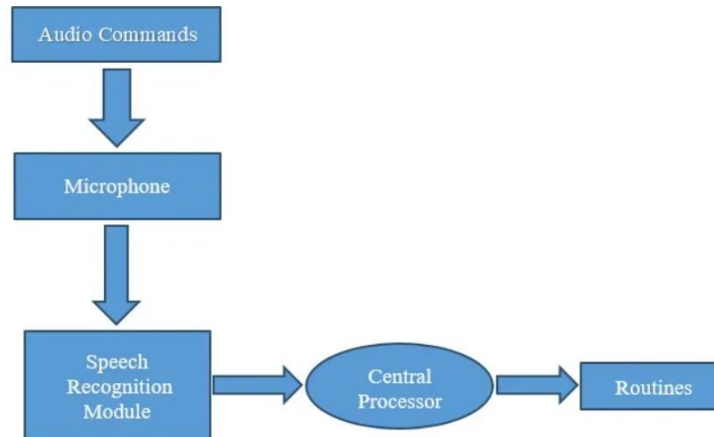 Audio Commands
Microphone
Speech
Recognition
Module
Central
Processor
Routines